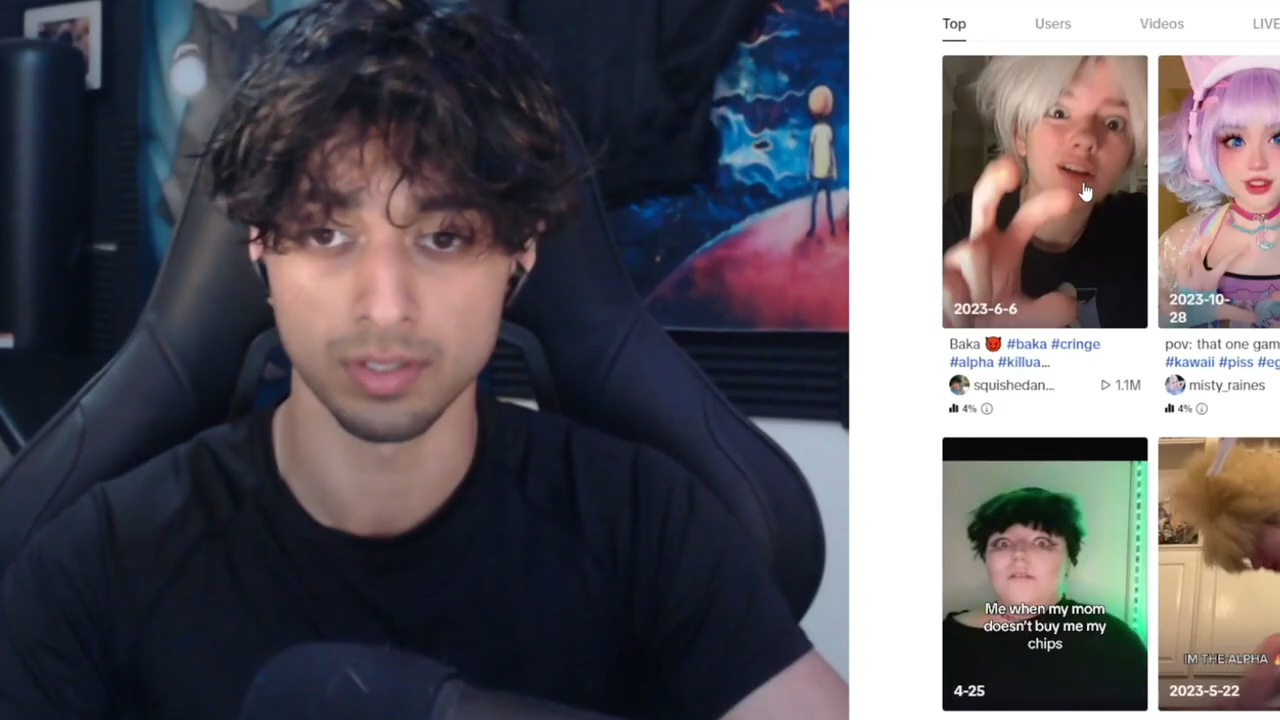 Top
Users
Videos
LIVE
2023-6-6
2023-10-
28
Baka 😈 #baka #cringe
#alpha #killua...
squishedan...
1.1M
4%
pov: that one gam
#kawaii #piss #eg
misty_raines
4%
Me when my mom
doesn't buy me my
chips
4-25
IM THE ALPHA
2023-5-22